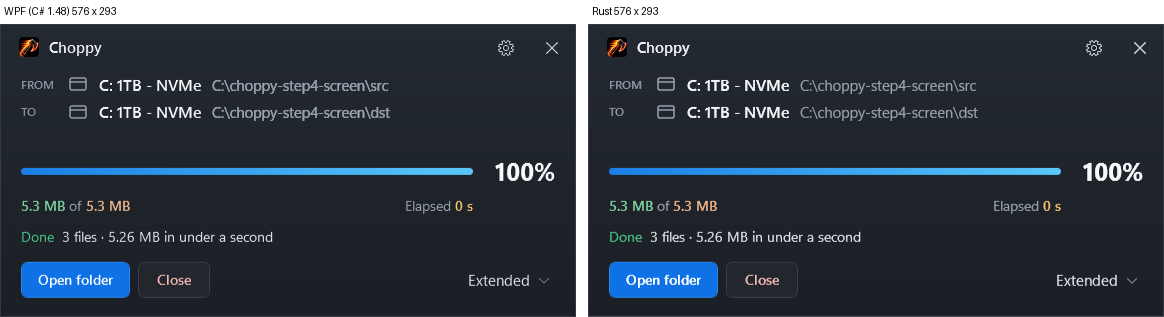 WPF (C# 1.48) 576 x 293
Choppy
FROM C: 1TB - NVMe C:\choppy-step4-screen\src
TO C: 1TB - NVMe C:\choppy-step4-screen\dst
100%
5.3 MB of 5.3 MB Elapsed 0 s
Done 3 files · 5.26 MB in under a second
Open folder Close Extended
Rust 576 x 293
Choppy
FROM C: 1TB - NVMe C:\choppy-step4-screen\src
TO C: 1TB - NVMe C:\choppy-step4-screen\dst
100%
5.3 MB of 5.3 MB Elapsed 0 s
Done 3 files · 5.26 MB in under a second
Open folder Close Extended